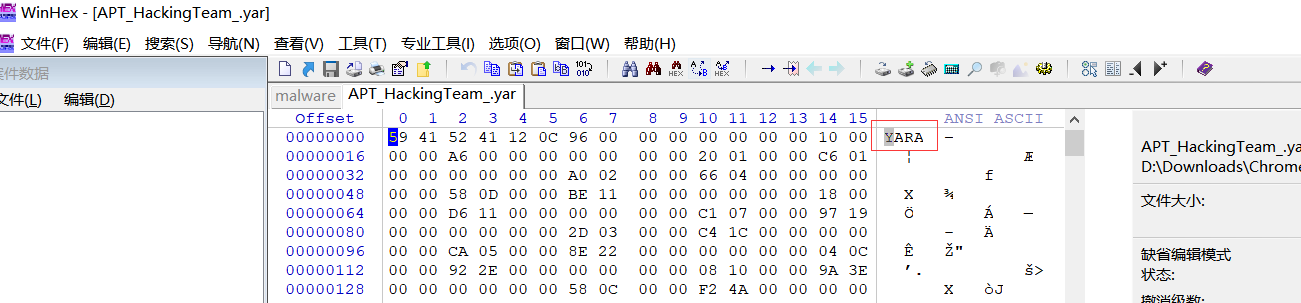 WinHex - [APT_HackingTeam_.yar]
文件(F) 编辑(E) 搜索(S) 导航(N) 查看(V) 工具(T) 专业工具(I) 选项(O) 窗口(W) 帮助(H)
案件数据
文件(L) 编辑(D)
malware APT_HackingTeam_.yar
Offset 0 1 2 3 4 5 6 7 8 9 10 11 12 13 14 15 ANSI ASCII
00000000 59 41 52 41 12 0C 96 00 00 00 00 00 00 00 10 00 YARA –
00000016 00 00 A6 00 00 00 00 00 00 00 20 01 00 00 C6 01 ¦ Æ
00000032 00 00 00 00 00 00 A0 02 00 00 66 04 00 00 00 00 f
00000048 00 00 58 0D 00 00 BE 11 00 00 00 00 00 00 18 00 X ¾
00000064 00 00 D6 11 00 00 00 00 00 00 C1 07 00 00 97 19 Ö Á —
00000080 00 00 00 00 00 00 2D 03 00 00 C4 1C 00 00 00 00 - Ä
00000096 00 00 CA 05 00 00 8E 22 00 00 00 00 00 00 04 0C Ê Ž"
00000112 00 00 92 2E 00 00 00 00 00 00 08 10 00 00 9A 3E ’. š>
00000128 00 00 00 00 00 00 58 0C 00 00 F2 4A 00 00 00 00 X òJ
APT_HackingTeam_.ya
D:\Downloads\Chrome
文件大小:
缺省编辑模式
状态:
撤消级数: